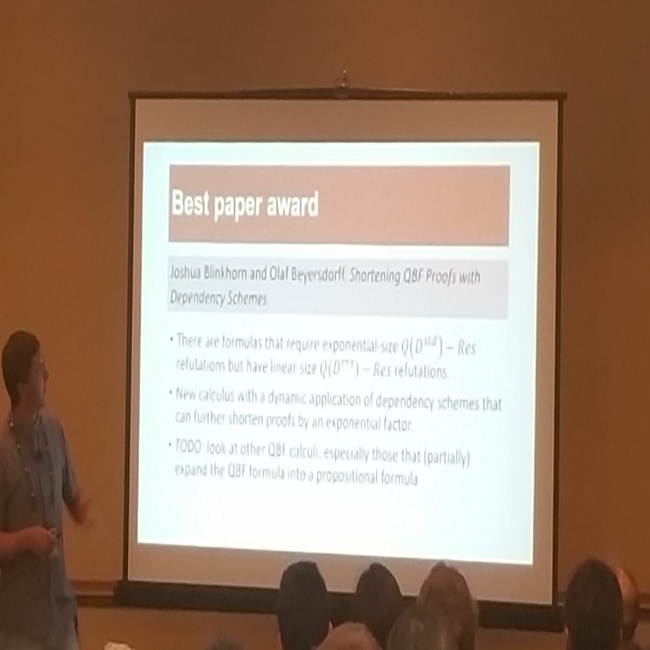 Best paper award
Joshua Blinkhorn and Olaf Beyersdorff. Shortening QBF Proofs with
Dependency Schemes.
• There are formulas that require exponential-size Q(D^std) – Res
refutations but have linear size Q(D^rrs) – Res refutations.
• New calculus with a dynamic application of dependency schemes that
can further shorten proofs by an exponential factor.
• TODO: look at other QBF calculi, especially those that (partially)
expand the QBF formula into a propositional formula